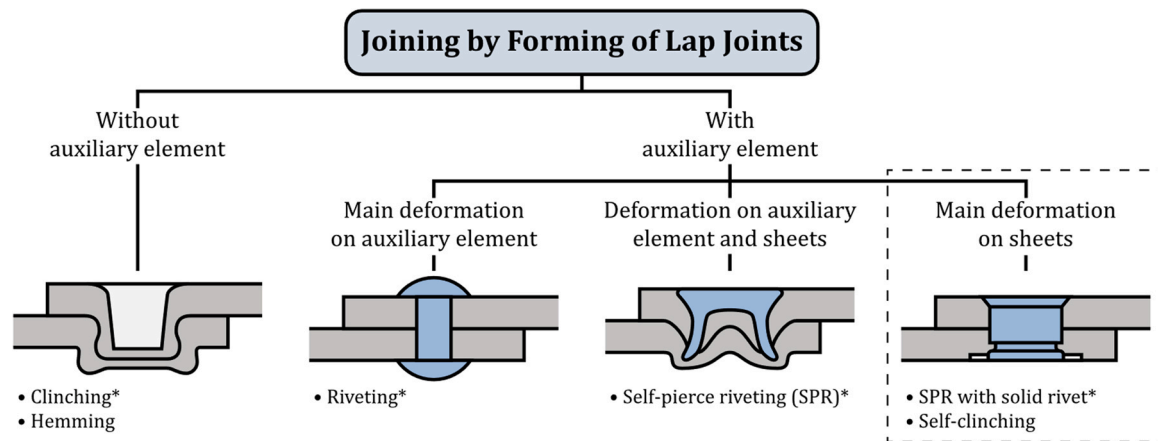 Joining by Forming of Lap Joints
Without
auxiliary element
With
auxiliary element
Main deformation
on auxiliary element
Deformation on auxiliary
element and sheets
Main deformation
on sheets
• Clinching*
• Hemming
• Riveting*
• Self-pierce riveting (SPR)*
• SPR with solid rivet*
• Self-clinching